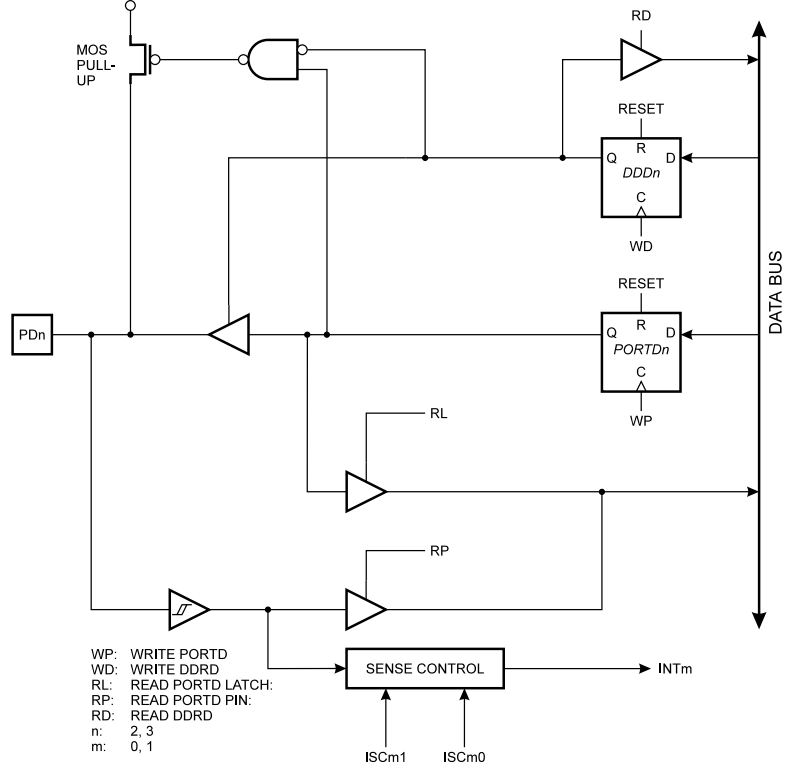 RD
MOS
PULL-
UP
RESET
R
Q
D
DDDn
C
WD
DATA BUS
RESET
R
PDn
Q
D
PORTDn
C
WP
RL
RP
WP: WRITE PORTD
WD: WRITE DDRD
RL: READ PORTD LATCH:
RP: READ PORTD PIN:
RD: READ DDRD
n: 2, 3
m: 0, 1
SENSE CONTROL
INTm
ISCm1
ISCm0